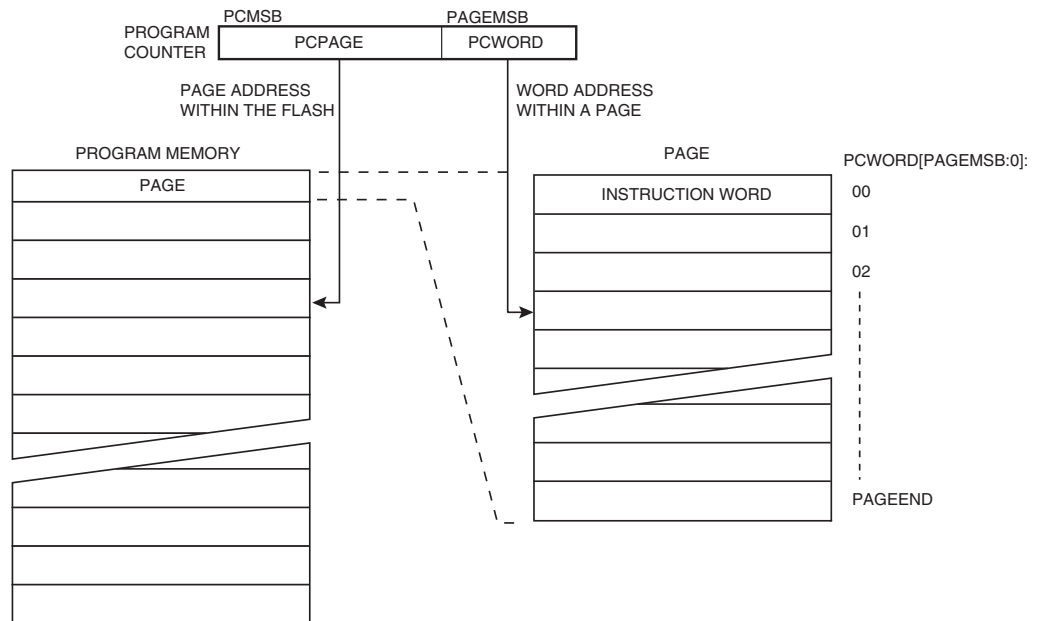 PCMSB
PAGEMSB
PROGRAM
COUNTER
PCPAGE
PCWORD
PAGE ADDRESS
WITHIN THE FLASH
WORD ADDRESS
WITHIN A PAGE
PROGRAM MEMORY
PAGE
PAGE
PCWORD[PAGEMSB:0]:
INSTRUCTION WORD
00
01
02
PAGEEND